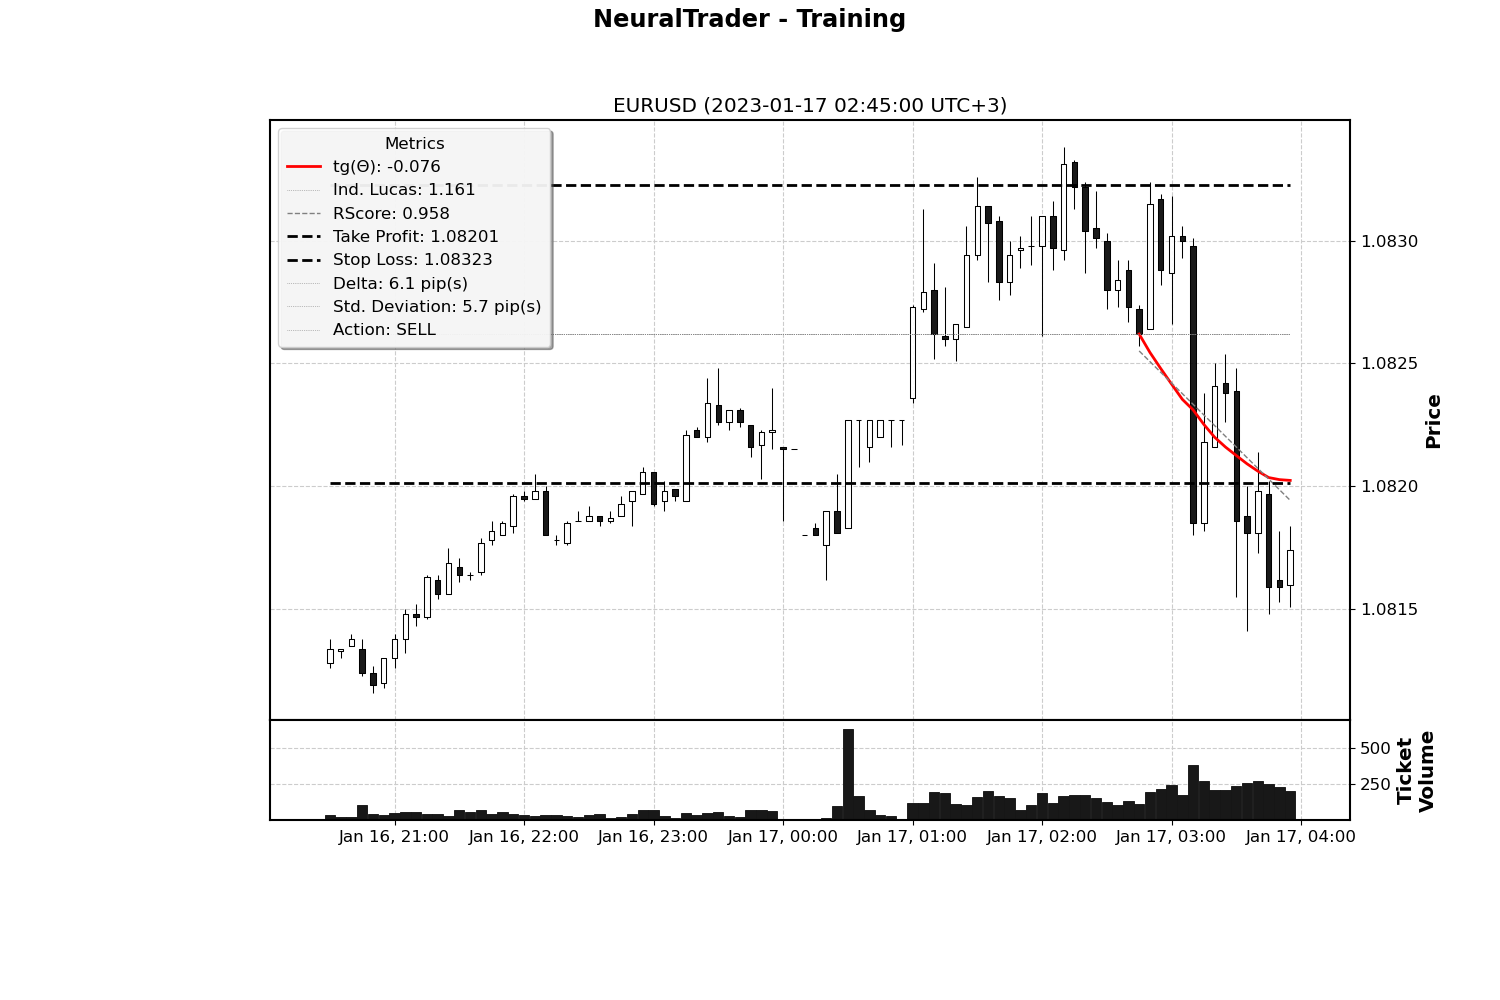 NeuralTrader - Training
EURUSD (2023-01-17 02:45:00 UTC+3)
Metrics
tg(Θ): -0.076
Ind. Lucas: 1.161
RScore: 0.958
Take Profit: 1.08201
Stop Loss: 1.08323
Delta: 6.1 pip(s)
Std. Deviation: 5.7 pip(s)
Action: SELL
1.0830
1.0825
1.0820
1.0815
Price
500
250
Ticket
Volume
Jan 16, 21:00
Jan 16, 22:00
Jan 16, 23:00
Jan 17, 00:00
Jan 17, 01:00
Jan 17, 02:00
Jan 17, 03:00
Jan 17, 04:00